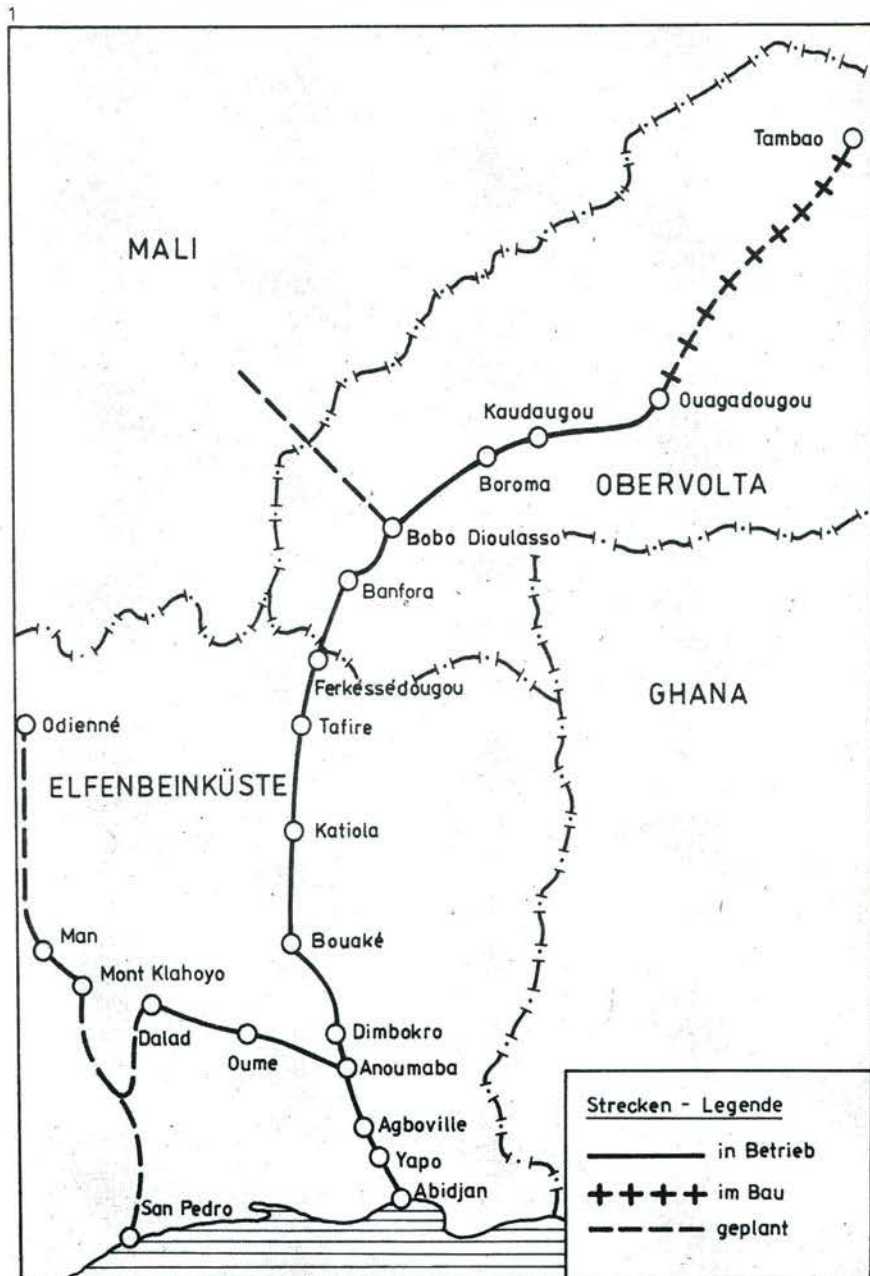 1
Tambao
MALI
Ouagadougou
Kaudaugou
Boroma
OBERVOLTA
Bobo Dioulasso
Banfora
Ferkéssédougou
GHANA
Odienné
Tafire
ELFENBEINKÜSTE
Katiola
Bouaké
Man
Mont Klahoyo
Dalad
Oume
Dimbokro
Anoumaba
Agboville
Yapo
Abidjan
San Pedro
Strecken - Legende
in Betrieb
im Bau
geplant